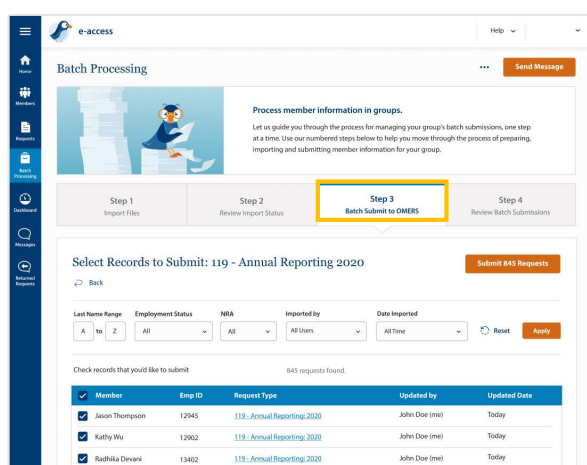 e-access
Help
Home
Members
Requests
Batch Processing
Dashboard
Messages
Returned Requests
Batch Processing
... Send Message
Process member information in groups.
Let us guide you through the process for managing your group's batch submissions, one step
at a time. Use our numbered steps below to help you move through the process of preparing,
importing and submitting member information for your group.
Step 1
Import Files
Step 2
Review Import Status
Step 3
Batch Submit to OMERS
Step 4
Review Batch Submissions
Select Records to Submit: 119 - Annual Reporting 2020
Submit 845 Requests
Back
Last Name Range Employment Status NRA Imported by Date Imported
A to Z All All All Users All Time Reset Apply
Check records that you'd like to submit 845 requests found.
Member Emp ID Request Type Updated by Updated Date
Jason Thompson 12945 119 - Annual Reporting: 2020 John Doe (me) Today
Kathy Wu 12902 119 - Annual Reporting: 2020 John Doe (me) Today
Radhika Devani 13402 119 - Annual Reporting: 2020 John Doe (me) Today